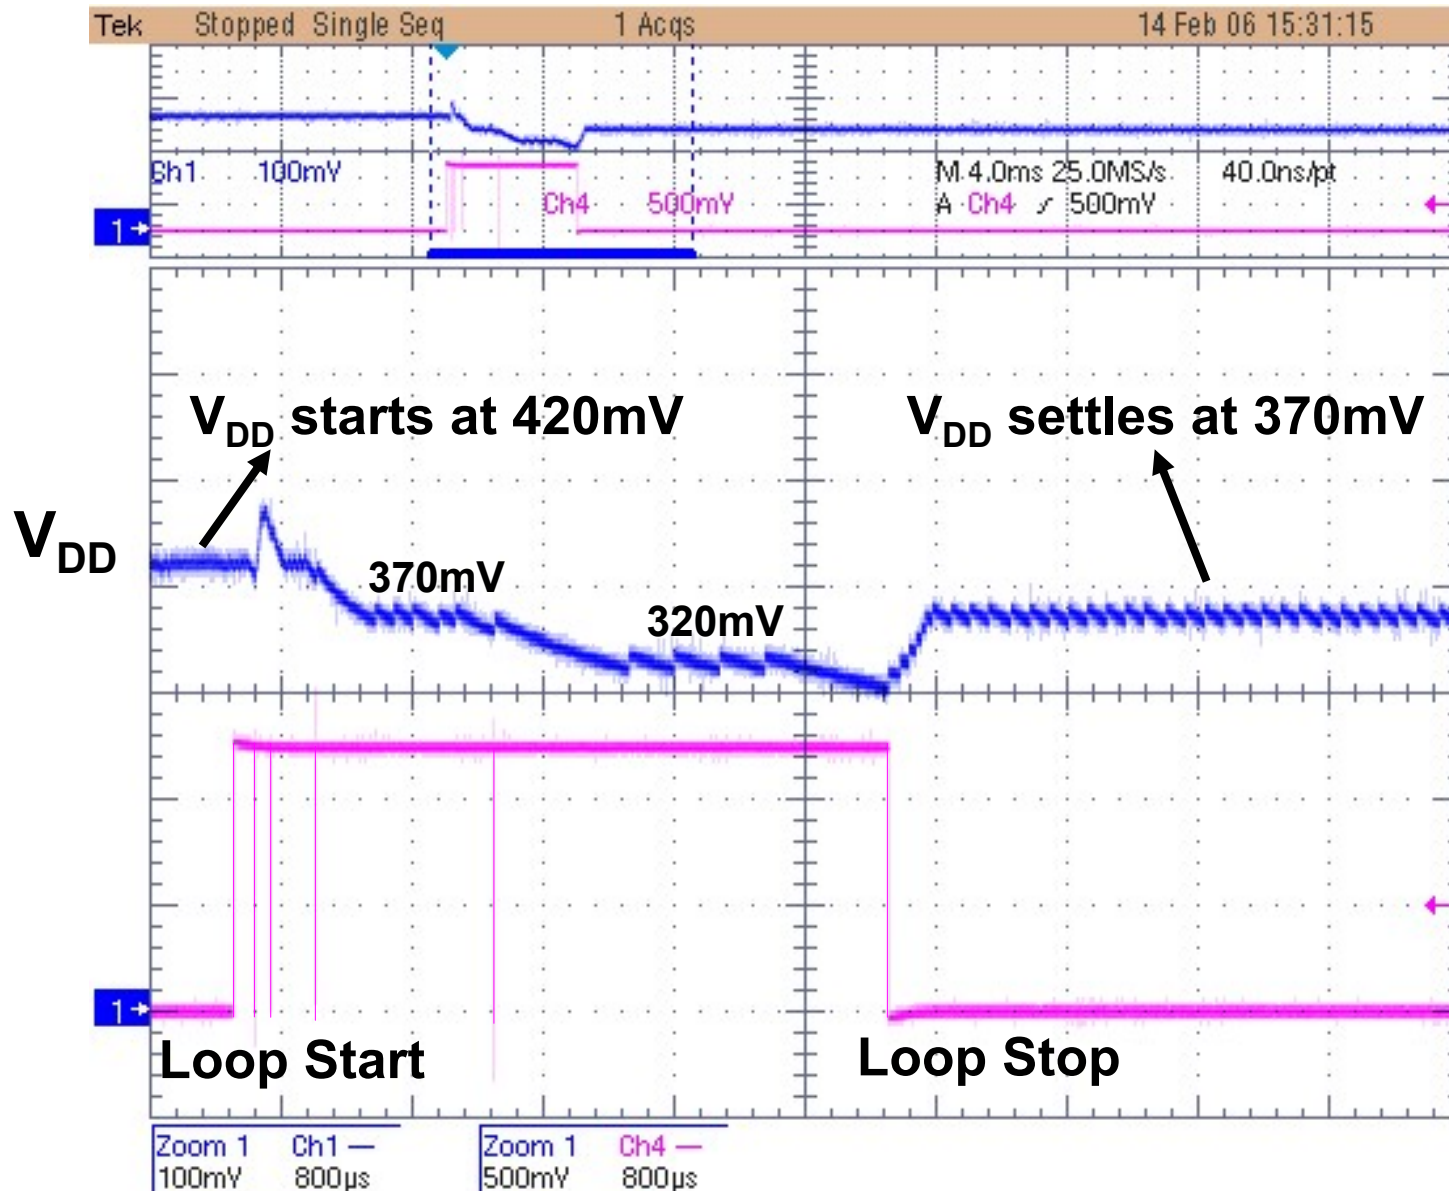 Tek Stopped Single Seq 1 Acqs 14 Feb 06 15:31:15
Ch1 100mV M 4.0ms 25.0MS/s 40.0ns/pt
Ch4 500mV A Ch4 500mV
1
VDD starts at 420mV VDD settles at 370mV
VDD
370mV
320mV
1
Loop Start Loop Stop
Zoom 1 Ch1 Zoom 1 Ch4
100mV 800µs 500mV 800µs